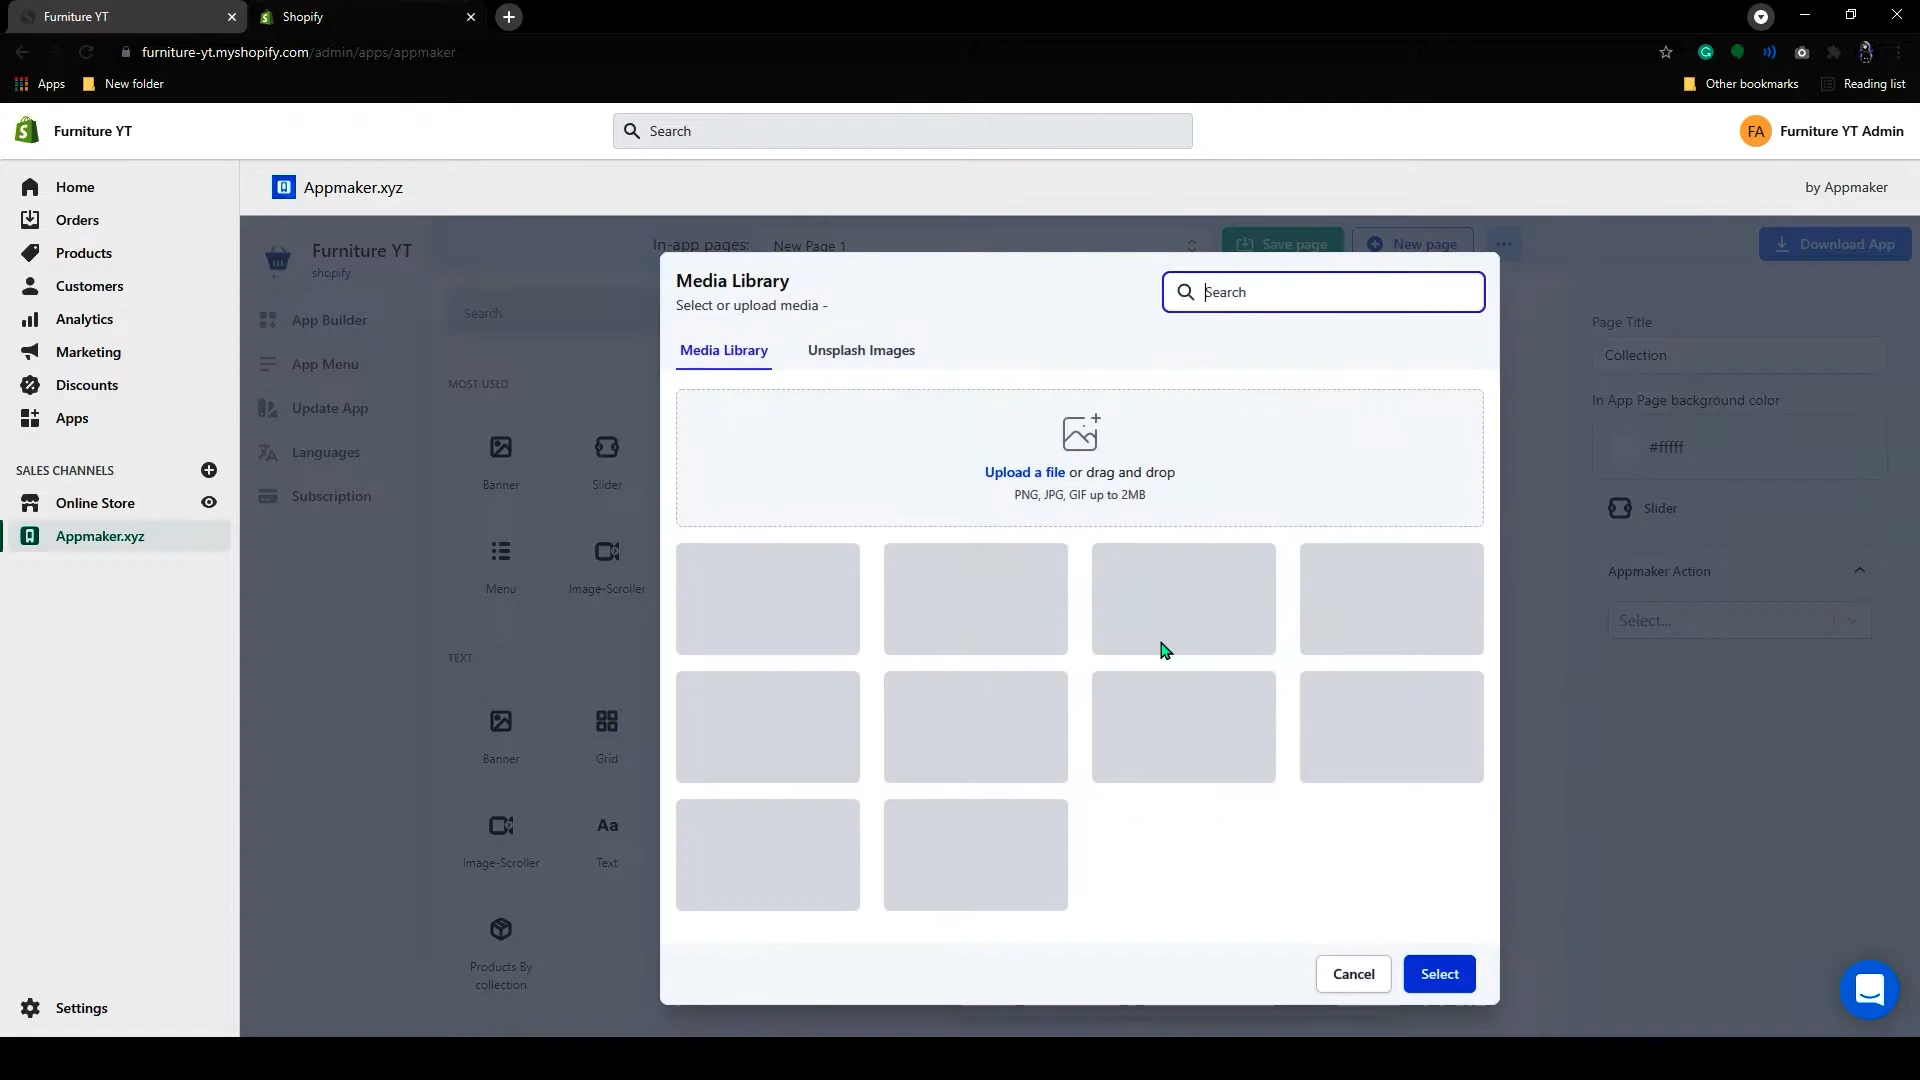 Furniture YT
Shopify
furniture-yt.myshopify.com/admin/apps/appmaker
Apps
New folder
Other bookmarks
Reading list
Furniture YT
Search
FA
Furniture YT Admin
Home
Orders
Products
Customers
Analytics
Marketing
Discounts
Apps
SALES CHANNELS
Online Store
Appmaker.xyz
Settings
Appmaker.xyz
by Appmaker
Furniture YT
shopify
App Builder
App Menu
Update App
Languages
Subscription
In-app pages:
New Page 1
Save page
New page
Download App
Search
MOST USED
Banner
Slider
Menu
Image-Scroller
TEXT
Banner
Grid
Image-Scroller
Aa
Text
Products By
collection
Media Library
Select or upload media -
Search
Media Library
Unsplash Images
Upload a file or drag and drop
PNG, JPG, GIF up to 2MB
Cancel
Select
Page Title
Collection
In App Page background color
#ffffff
Slider
Appmaker Action
Select...